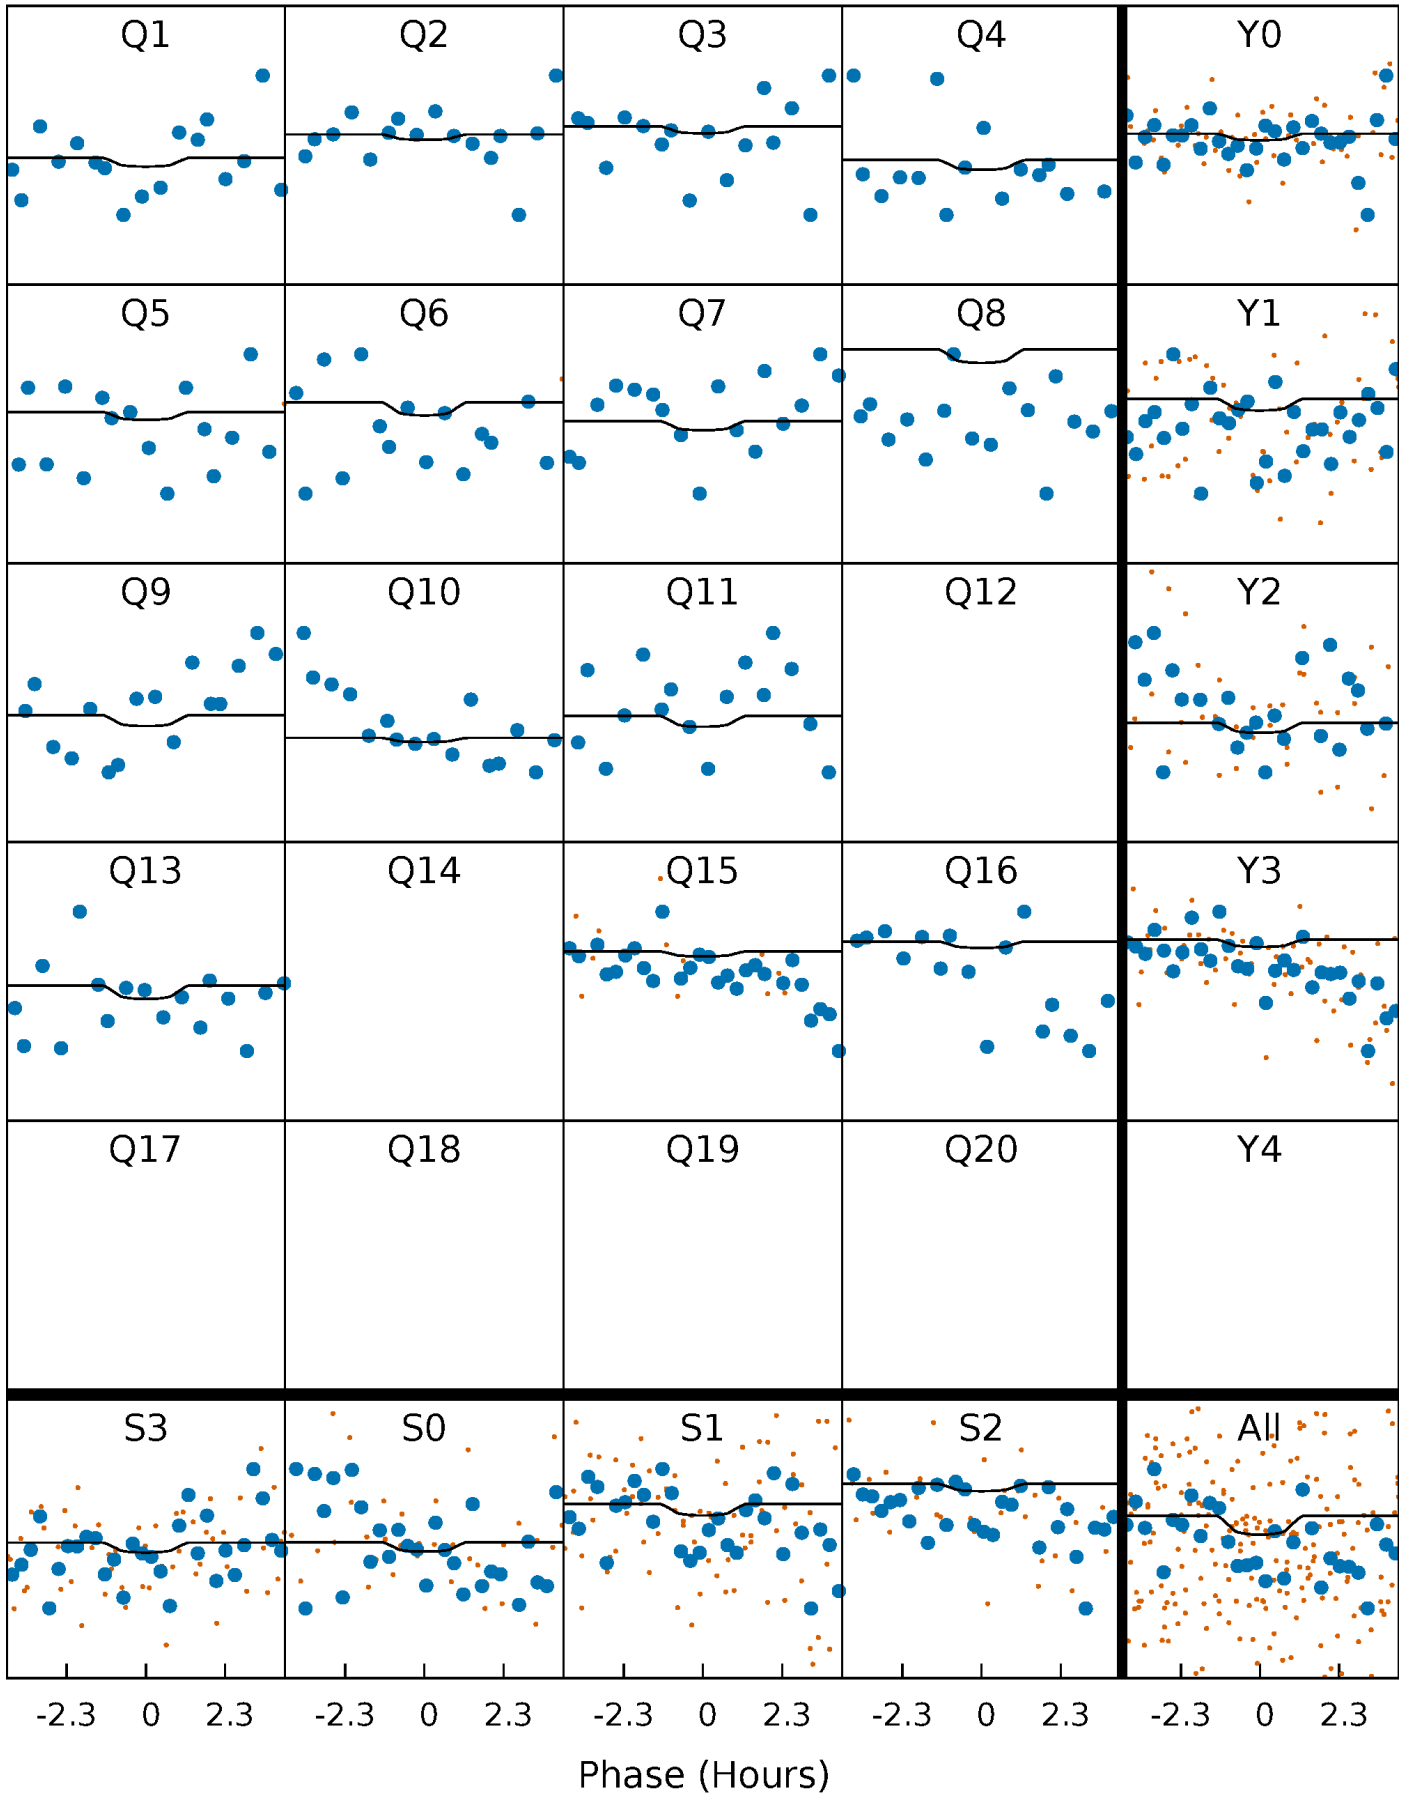 Q1 Q2 Q3 Q4 Y0
Q5 Q6 Q7 Q8 Y1
Q9 Q10 Q11 Q12 Y2
Q13 Q14 Q15 Q16 Y3
Q17 Q18 Q19 Q20 Y4
S3 S0 S1 S2 All
-2.3 0 2.3 -2.3 0 2.3 -2.3 0 2.3 -2.3 0 2.3 -2.3 0 2.3
Phase (Hours)